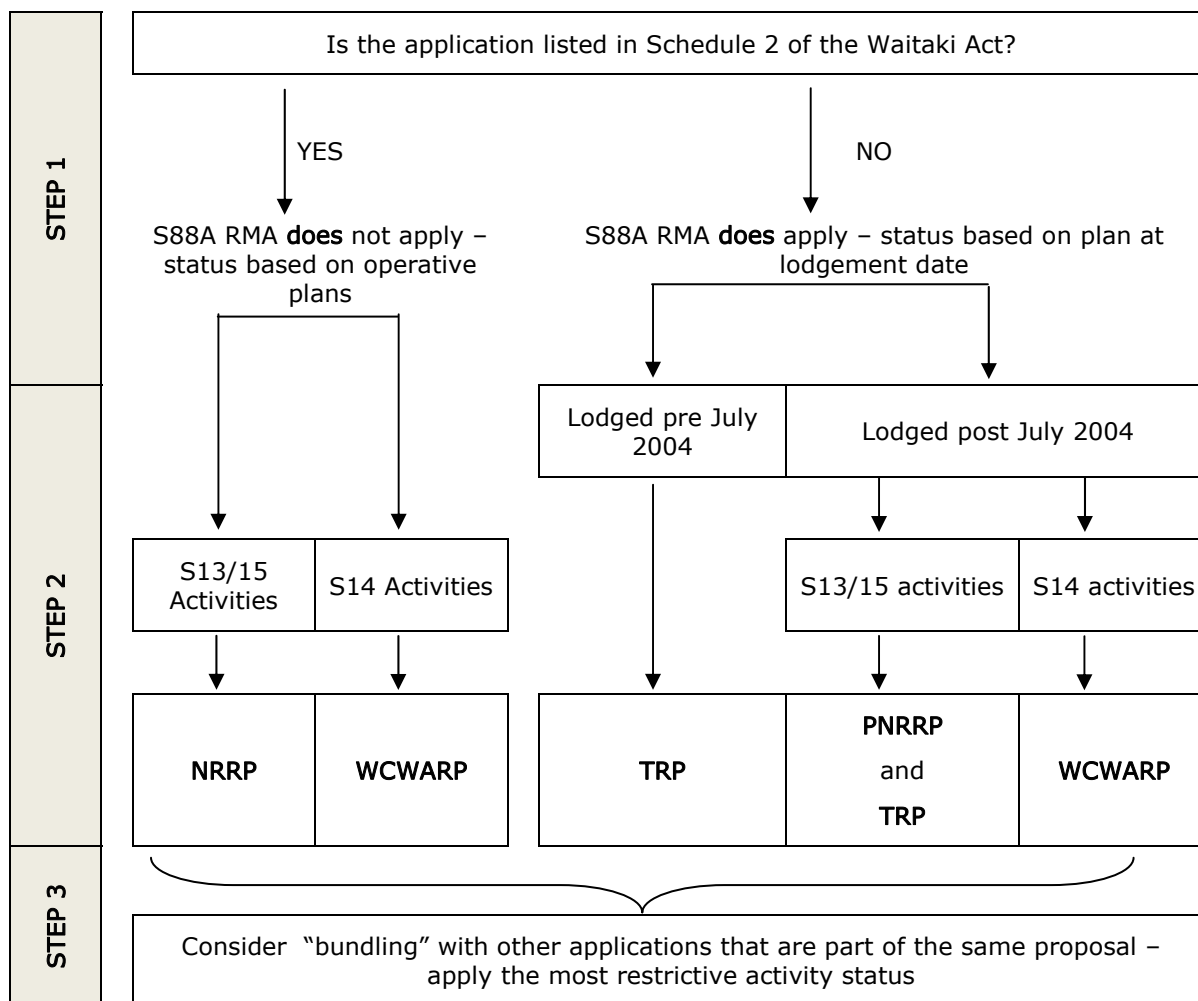 STEP 1
Is the application listed in Schedule 2 of the Waitaki Act?
YES
NO
S88A RMA does not apply –
status based on operative
plans
S88A RMA does apply – status based on plan at
lodgement date
STEP 2
Lodged pre July
2004
Lodged post July 2004
S13/15
Activities
S14 Activities
S13/15 activities
S14 activities
NRRP
WCWARP
TRP
PNRRP
and
TRP
WCWARP
STEP 3
Consider "bundling" with other applications that are part of the same proposal –
apply the most restrictive activity status